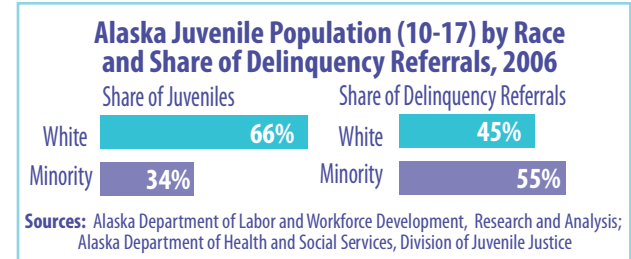 Alaska Juvenile Population (10-17) by Race
and Share of Delinquency Referrals, 2006
Share of Juveniles
White 66%
Minority 34%
Share of Delinquency Referrals
White 45%
Minority 55%
Sources: Alaska Department of Labor and Workforce Development, Research and Analysis;
Alaska Department of Health and Social Services, Division of Juvenile Justice